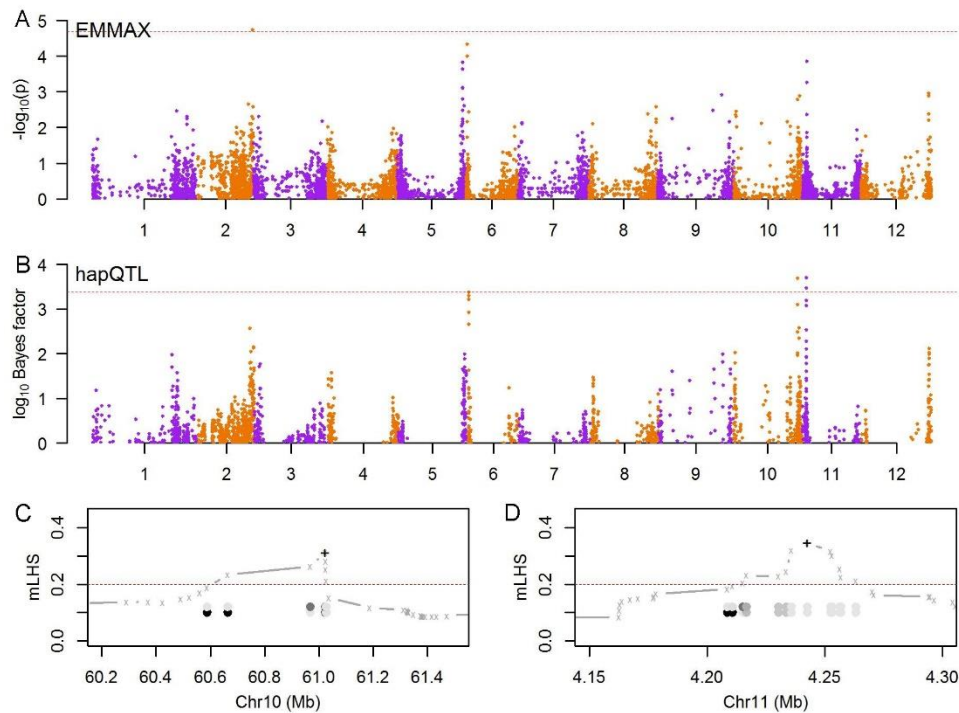 A
EMMAX
5
4
3
2
1
0
-log₁₀(p)
1 2 3 4 5 6 7 8 9 10 11 12
B
hapQTL
4
3
2
1
0
log₁₀ Bayes factor
1 2 3 4 5 6 7 8 9 10 11 12
C
mLHS
0.4
0.2
0.0
60.2 60.4 60.6 60.8 61.0 61.2 61.4
Chr10 (Mb)
D
mLHS
0.4
0.2
0.0
4.15 4.20 4.25 4.30
Chr11 (Mb)